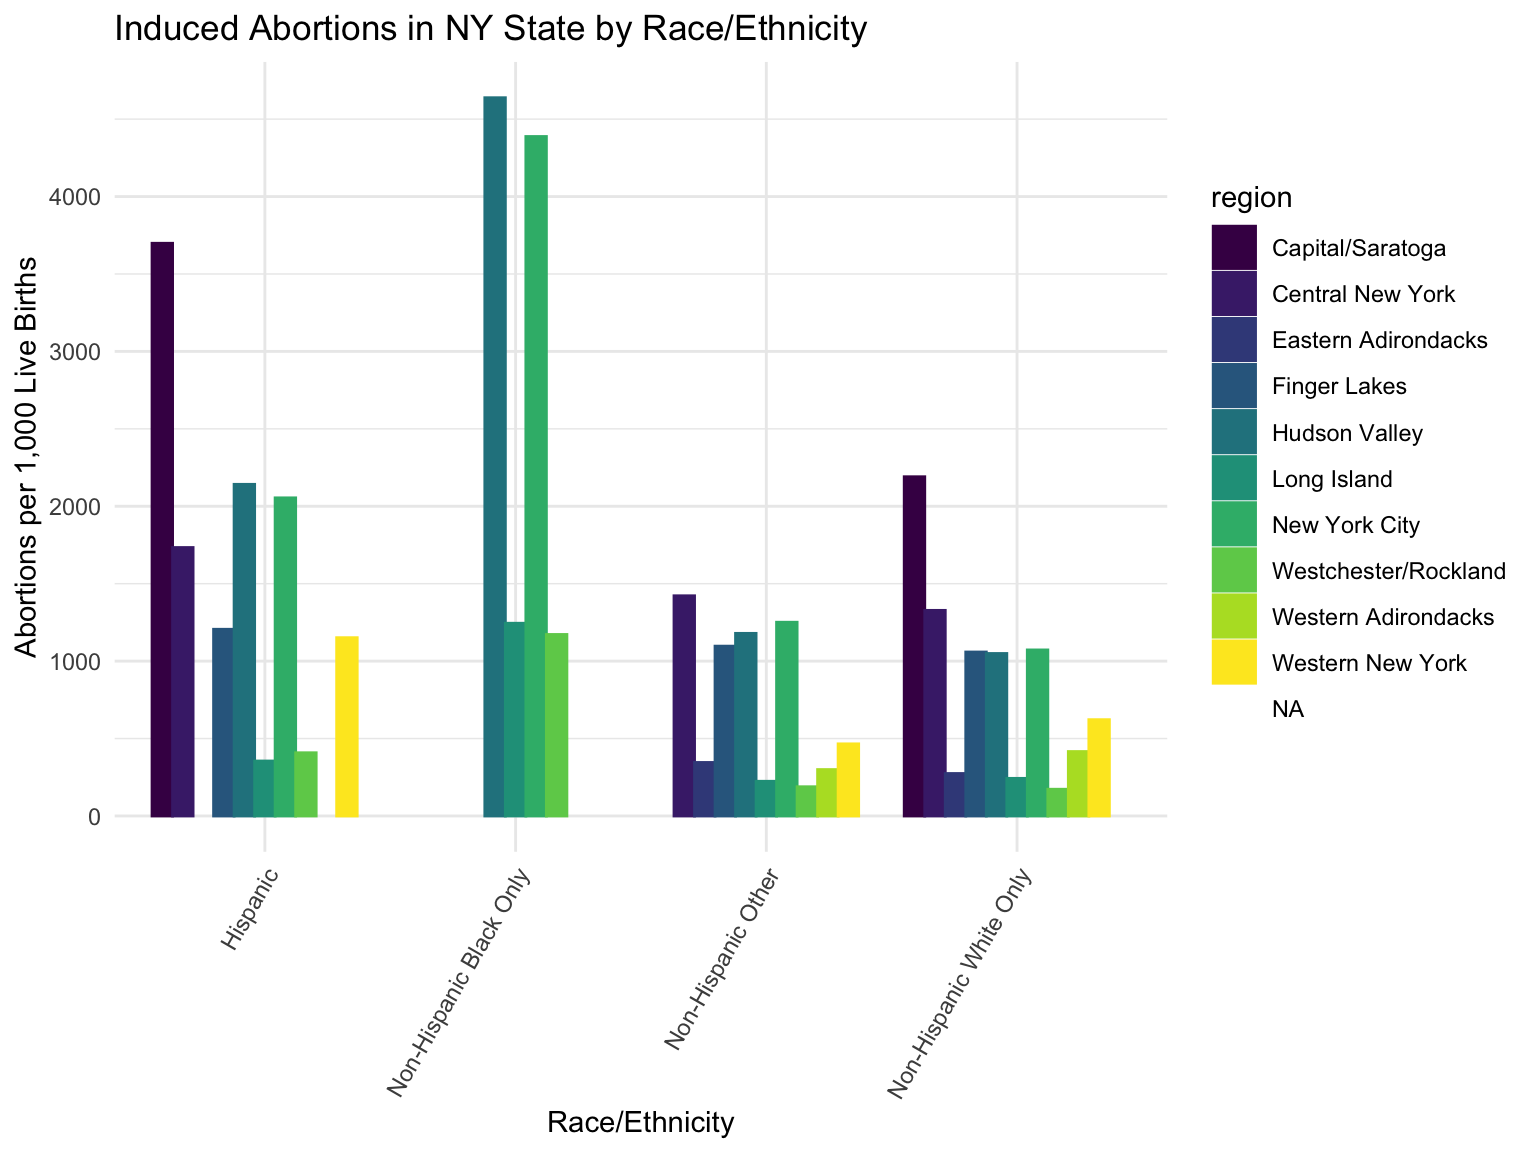 Induced Abortions in NY State by Race/Ethnicity
Abortions per 1,000 Live Births
4000
3000
2000
1000
0
Hispanic
Non-Hispanic Black Only
Non-Hispanic Other
Non-Hispanic White Only
Race/Ethnicity
region
Capital/Saratoga
Central New York
Eastern Adirondacks
Finger Lakes
Hudson Valley
Long Island
New York City
Westchester/Rockland
Western Adirondacks
Western New York
NA